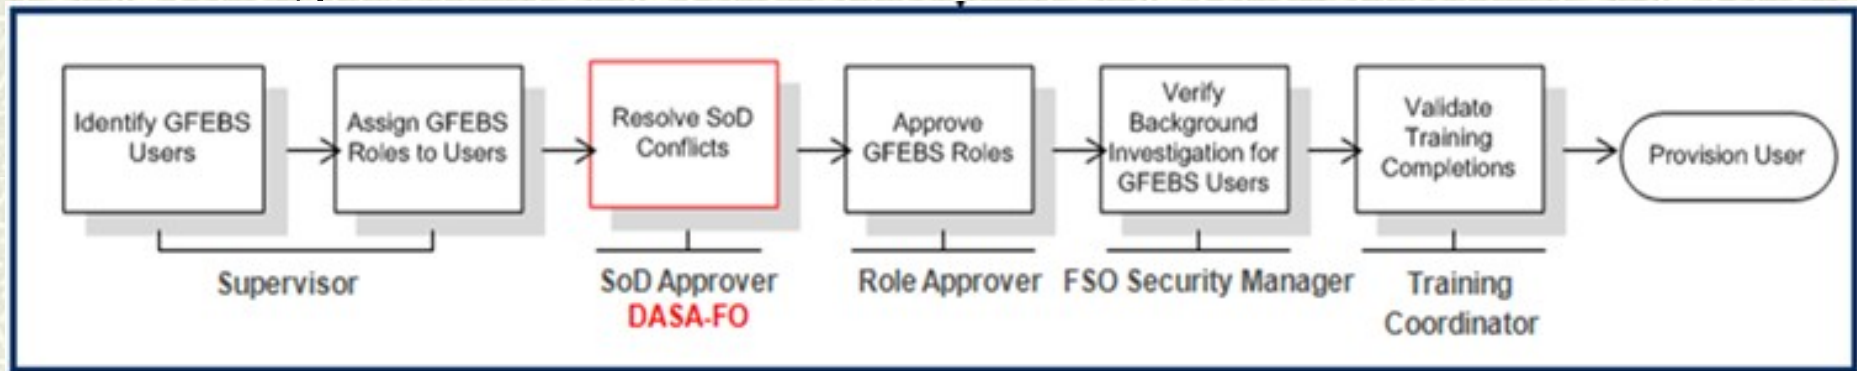 Identify GFEBS
Users
Assign GFEBS
Roles to Users
Resolve SoD
Conflicts
Approve
GFEBS Roles
Verify
Background
Investigation for
GFEBS Users
Validate
Training
Completions
Provision User
Supervisor
SoD Approver
DASA-FO
Role Approver
FSO Security Manager
Training
Coordinator